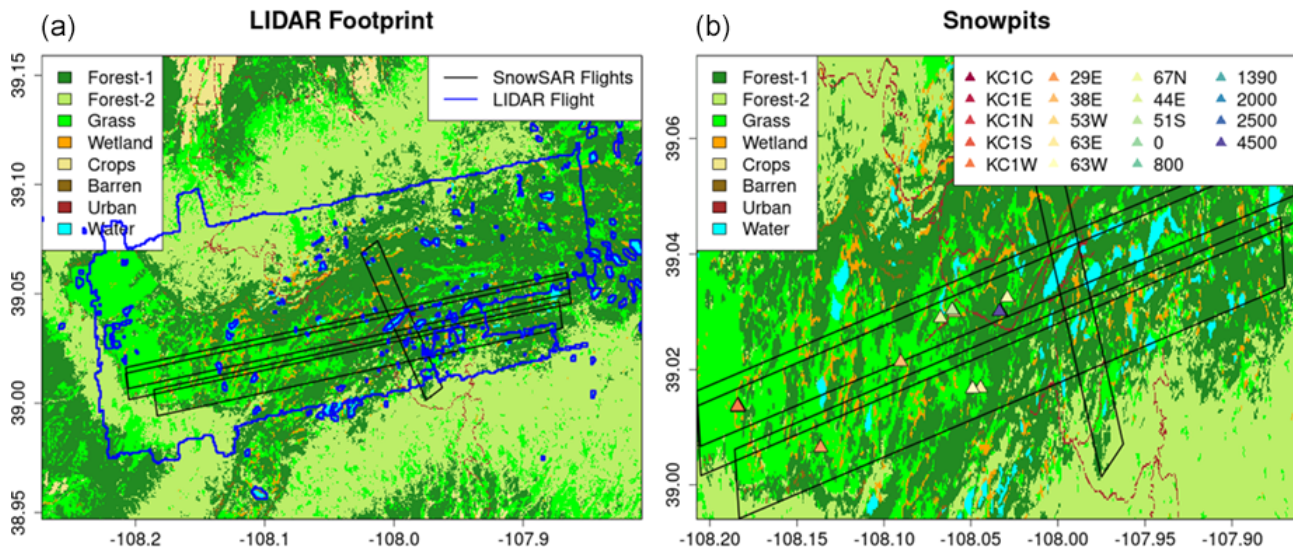 (a) LIDAR Footprint
39.15
39.10
39.05
39.00
38.95
Forest-1
Forest-2
Grass
Wetland
Crops
Barren
Urban
Water
SnowSAR Flights
LIDAR Flight
-108.2 -108.1 -108.0 -107.9
(b) Snowpits
39.06
39.04
39.02
39.00
Forest-1
Forest-2
Grass
Wetland
Crops
Barren
Urban
Water
KC1C 29E 67N 1390
KC1E 38E 44E 2000
KC1N 53W 51S 2500
KC1S 63E 0 4500
KC1W 63W 800
-108.20 -108.15 -108.10 -108.05 -108.00 -107.95 -107.90